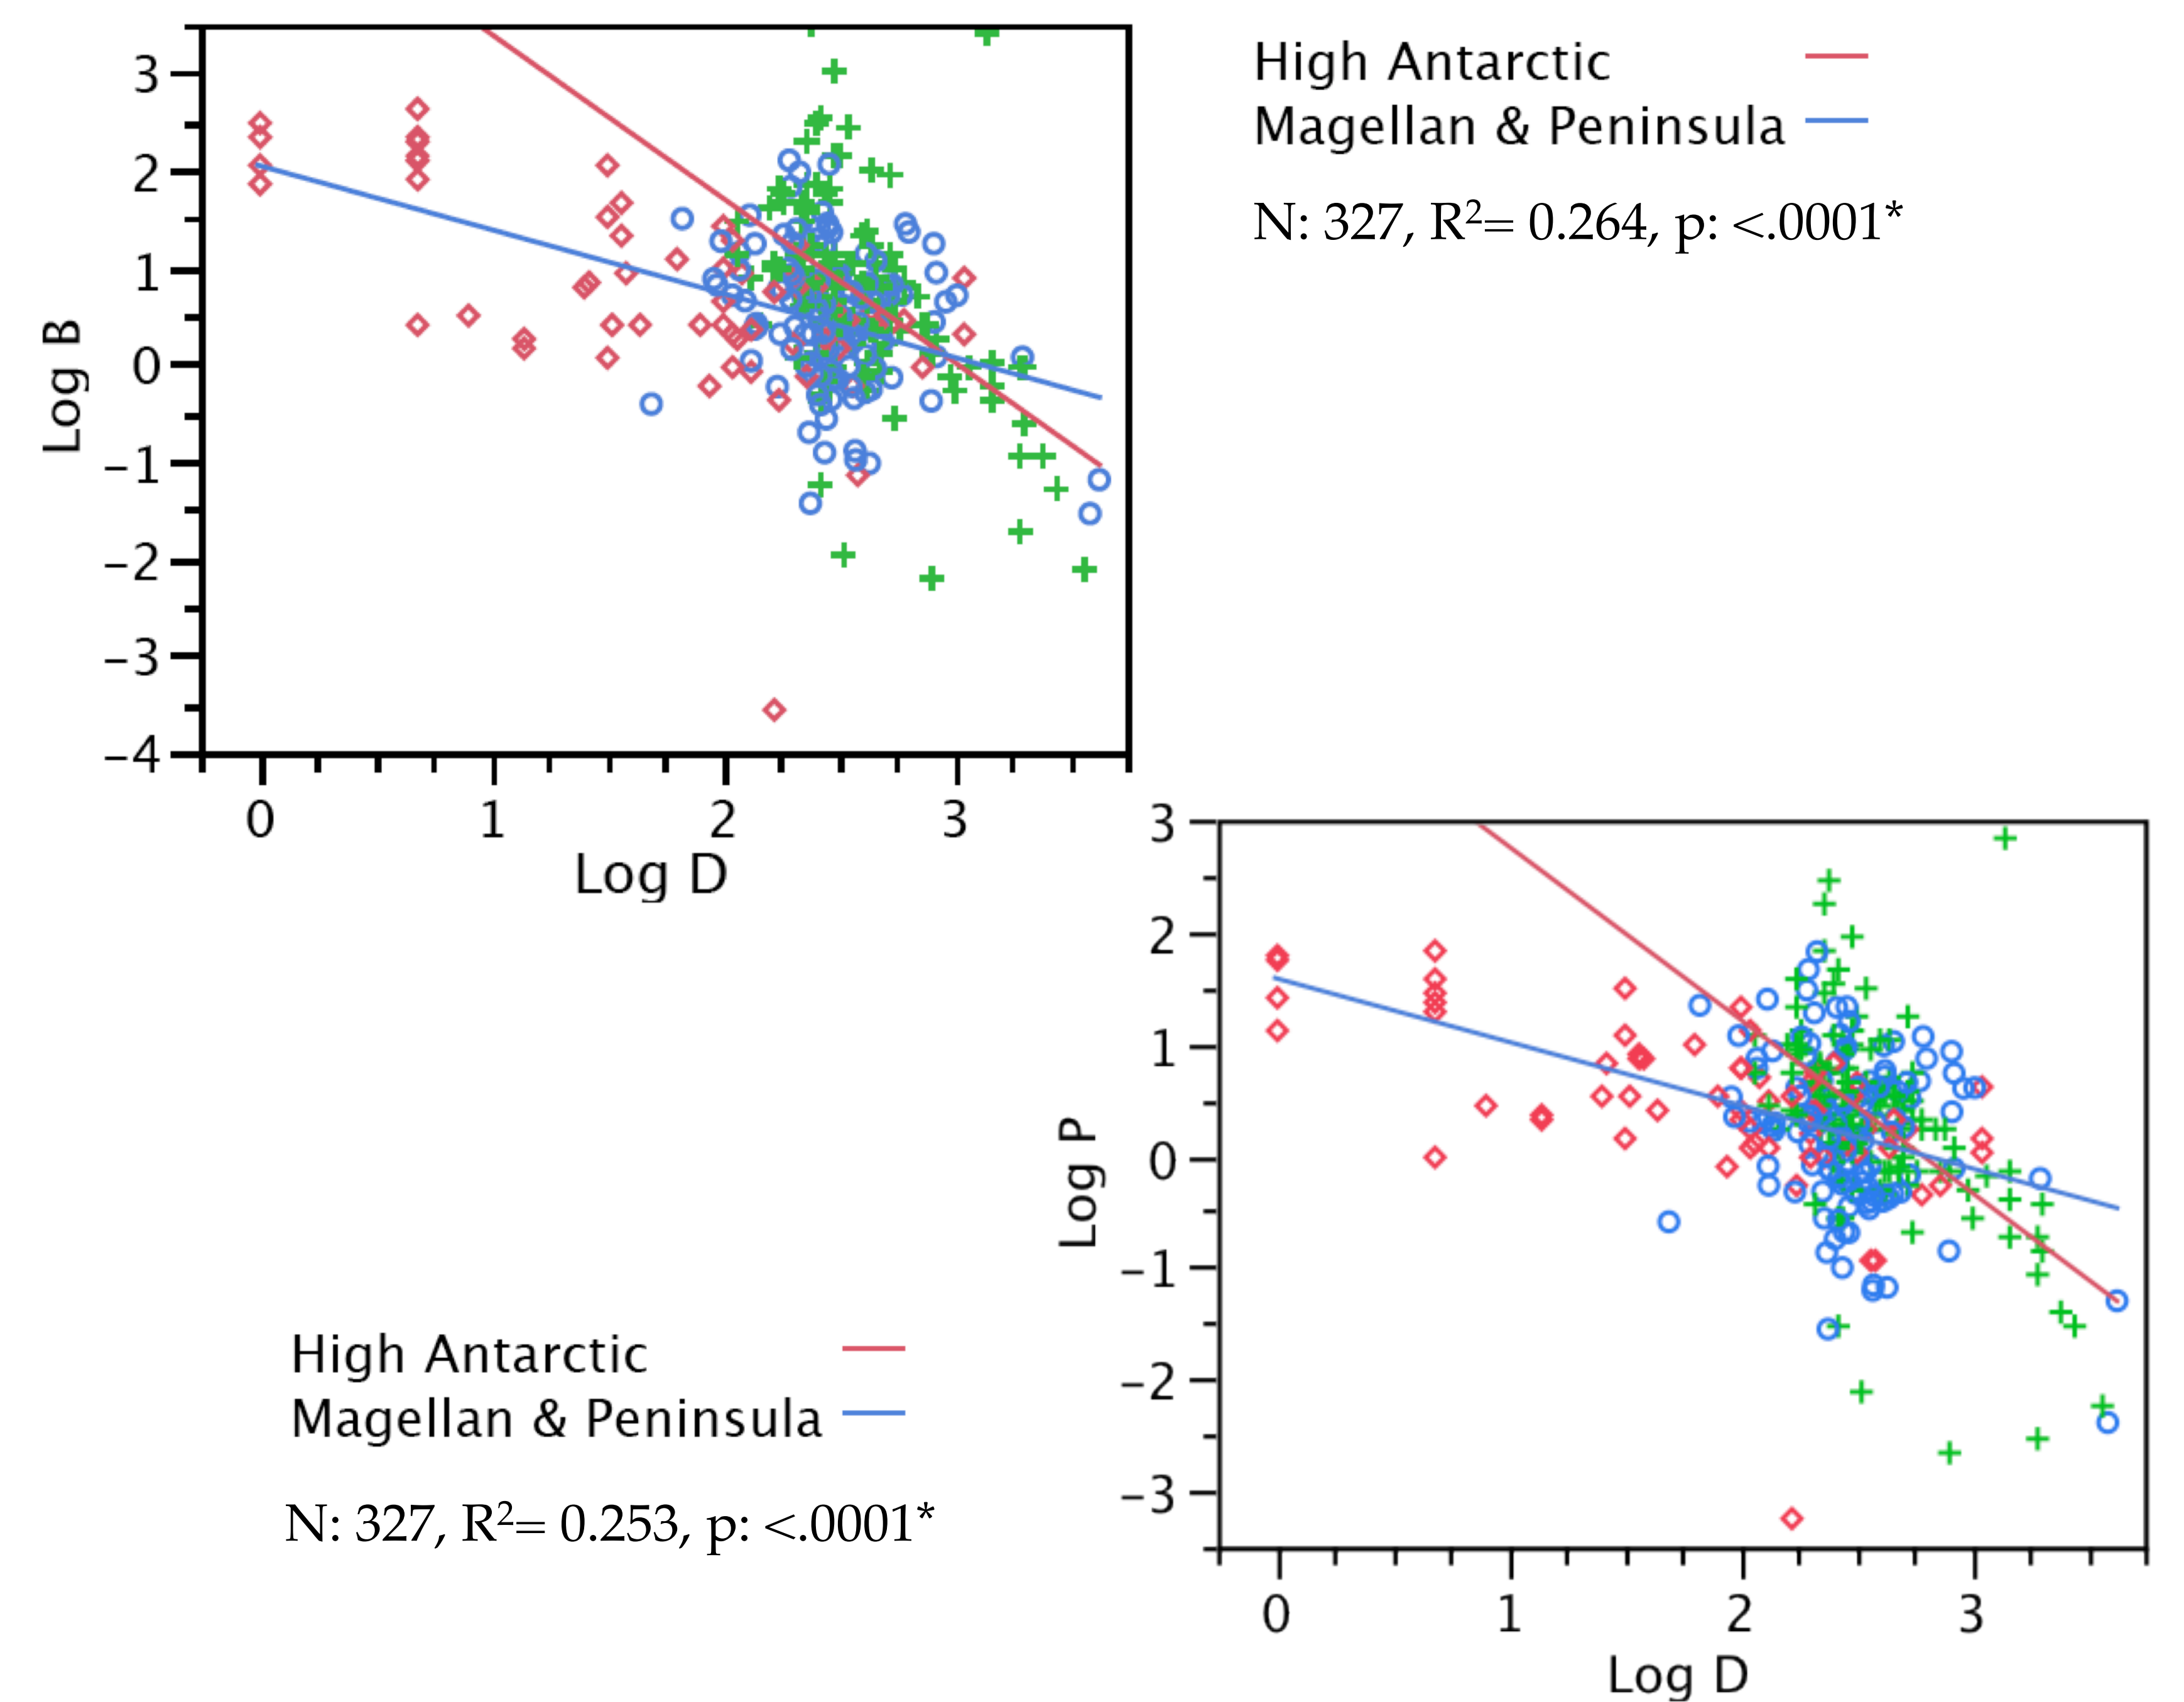 3
2
1
0
−1
−2
−3
−4
Log B
0 1 2 3
Log D
High Antarctic
Magellan & Peninsula
N: 327, R²= 0.264, p: <.0001*
3
2
1
0
−1
−2
−3
Log P
0 1 2 3
Log D
High Antarctic
Magellan & Peninsula
N: 327, R²= 0.253, p: <.0001*